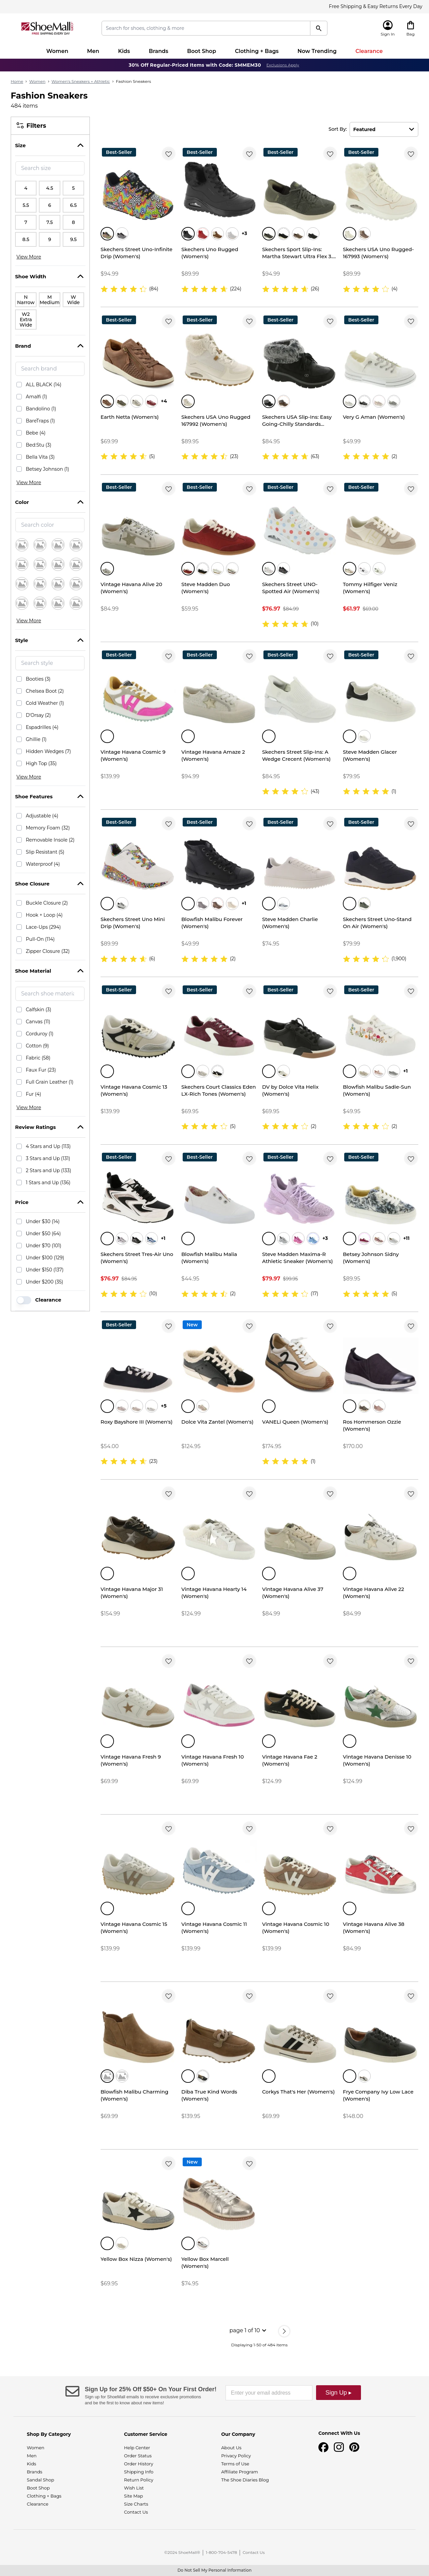 Free Shipping & Easy Returns Every Day
ShoeMall
FREE SHIPPING EVERY DAY
Search for shoes, clothing & more
Sign In
Bag
Women Men Kids Brands Boot Shop Clothing + Bags Now Trending Clearance
30% Off Regular-Priced Items with Code: SMMEM30 Exclusions Apply
Home > Women > Women's Sneakers + Athletic > Fashion Sneakers
Fashion Sneakers
484 items
Filters
Sort By: Featured
Size
Search size
4 4.5 5
5.5 6 6.5
7 7.5 8
8.5 9 9.5
View More
Shoe Width
N Narrow
M Medium
W Wide
W2 Extra Wide
Brand
Search brand
ALL BLACK (14)
Amalfi (1)
Bandolino (1)
BareTraps (1)
Bebe (4)
Bed:Stu (3)
Bella Vita (3)
Betsey Johnson (1)
View More
Color
Search color
View More
Style
Search style
Booties (5)
Chelsea Boot (2)
Cold Weather (1)
D'Orsay (2)
Espadrilles (4)
Ghillie (1)
Hidden Wedges (7)
High Top (35)
View More
Shoe Features
Adjustable (4)
Memory Foam (32)
Removable Insole (2)
Slip Resistant (5)
Waterproof (4)
Shoe Closure
Buckle Closure (2)
Hook + Loop (4)
Lace-Ups (294)
Pull-On (114)
Zipper Closure (32)
Shoe Material
Search shoe materi
Calfskin (3)
Canvas (11)
Corduroy (1)
Cotton (9)
Fabric (58)
Faux Fur (23)
Full Grain Leather (1)
Fur (4)
View More
Review Ratings
4 Stars and Up (113)
3 Stars and Up (131)
2 Stars and Up (133)
1 Stars and Up (136)
Price
Under $30 (14)
Under $50 (64)
Under $70 (101)
Under $100 (129)
Under $150 (137)
Under $200 (35)
Clearance
Best-Seller
Skechers Street Uno-Infinite Drip (Women's)
$94.99
(84)
Best-Seller
+3
Skechers Uno Rugged (Women's)
$89.99
(224)
Best-Seller
Skechers Sport Slip-Ins: Martha Stewart Ultra Flex 3....
$94.99
(26)
Best-Seller
Skechers USA Uno Rugged-167993 (Women's)
$89.99
(4)
Best-Seller
+4
Earth Netta (Women's)
$69.99
(5)
Best-Seller
Skechers USA Uno Rugged 167992 (Women's)
$89.95
(23)
Best-Seller
Skechers USA Slip-Ins: Easy Going-Chilly Standards...
$84.95
(63)
Best-Seller
Very G Aman (Women's)
$49.99
(2)
Best-Seller
Vintage Havana Alive 20 (Women's)
$84.99
Best-Seller
Steve Madden Duo (Women's)
$59.95
Best-Seller
Skechers Street UNO-Spotted Air (Women's)
$76.97 $84.99
(10)
Best-Seller
Tommy Hilfiger Veniz (Women's)
$61.97 $69.00
Best-Seller
Vintage Havana Cosmic 9 (Women's)
$139.99
Best-Seller
Vintage Havana Amaze 2 (Women's)
$94.99
Best-Seller
Skechers Street Slip-Ins: A Wedge Crecent (Women's)
$84.95
(43)
Best-Seller
Steve Madden Glacer (Women's)
$79.95
(1)
Best-Seller
Skechers Street Uno Mini Drip (Women's)
$89.99
(6)
Best-Seller
+1
Blowfish Malibu Forever (Women's)
$49.99
(2)
Best-Seller
Steve Madden Charlie (Women's)
$74.95
Best-Seller
Skechers Street Uno-Stand On Air (Women's)
$79.99
(1,900)
Best-Seller
Vintage Havana Cosmic 13 (Women's)
$139.99
Best-Seller
Skechers Court Classics Eden LX-Rich Tones (Women's)
$69.95
(5)
Best-Seller
DV by Dolce Vita Helix (Women's)
$69.95
(2)
Best-Seller
+1
Blowfish Malibu Sadie-Sun (Women's)
$49.95
(2)
Best-Seller
+1
Skechers Street Tres-Air Uno (Women's)
$76.97 $84.95
(10)
Best-Seller
Blowfish Malibu Malia (Women's)
$44.95
(2)
Best-Seller
+3
Steve Madden Maxima-R Athletic Sneaker (Women's)
$79.97 $99.95
(17)
Best-Seller
+11
Betsey Johnson Sidny (Women's)
$89.95
(5)
Best-Seller
+5
Roxy Bayshore III (Women's)
$54.00
(23)
New
Dolce Vita Zantel (Women's)
$124.95
VANELI Queen (Women's)
$174.95
(1)
Ros Hommerson Ozzie (Women's)
$170.00
Vintage Havana Major 31 (Women's)
$154.99
Vintage Havana Hearty 14 (Women's)
$124.99
Vintage Havana Alive 37 (Women's)
$84.99
Vintage Havana Alive 22 (Women's)
$84.99
Vintage Havana Fresh 9 (Women's)
$69.99
Vintage Havana Fresh 10 (Women's)
$69.99
Vintage Havana Fae 2 (Women's)
$124.99
Vintage Havana Denisse 10 (Women's)
$124.99
Vintage Havana Cosmic 15 (Women's)
$139.99
Vintage Havana Cosmic 11 (Women's)
$139.99
Vintage Havana Cosmic 10 (Women's)
$139.99
Vintage Havana Alive 38 (Women's)
$84.99
Blowfish Malibu Charming (Women's)
$69.99
Diba True Kind Words (Women's)
$139.95
Corkys That's Her (Women's)
$69.99
Frye Company Ivy Low Lace (Women's)
$148.00
Yellow Box Nizza (Women's)
$69.95
New
Yellow Box Marcell (Women's)
$74.95
page 1 of 10
Displaying 1-50 of 484 items
Sign Up for 25% Off $50+ On Your First Order!
Sign up for ShoeMall emails to receive exclusive promotions
and be the first to know about new items!
Enter your email address
Sign Up ▸
Shop By Category
Women
Men
Kids
Brands
Sandal Shop
Boot Shop
Clothing + Bags
Clearance
Customer Service
Help Center
Order Status
Order History
Shipping Info
Return Policy
Wish List
Site Map
Size Charts
Contact Us
Our Company
About Us
Privacy Policy
Terms of Use
Affiliate Program
The Shoe Diaries Blog
Connect With Us
©2024 ShoeMall® | 1-800-704-5478 | Contact Us
Do Not Sell My Personal Information